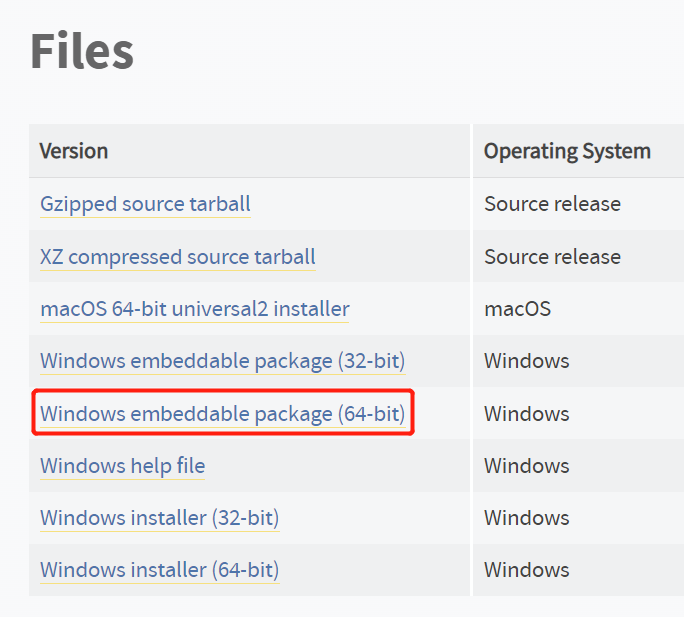 Files
Version Operating System
Gzipped source tarball Source release
XZ compressed source tarball Source release
macOS 64-bit universal2 installer macOS
Windows embeddable package (32-bit) Windows
Windows embeddable package (64-bit) Windows
Windows help file Windows
Windows installer (32-bit) Windows
Windows installer (64-bit) Windows